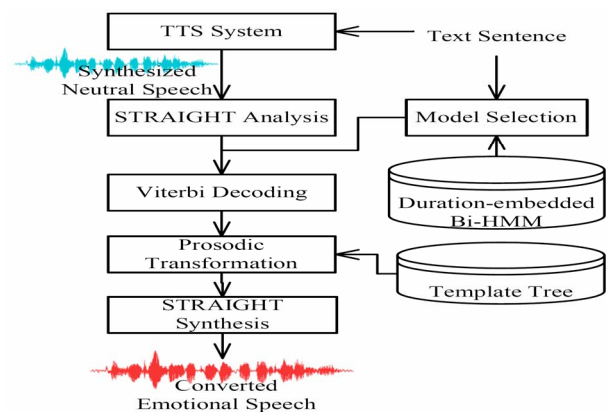 TTS System
Text Sentence
Synthesized
Neutral Speech
STRAIGHT Analysis
Model Selection
Viterbi Decoding
Duration-embedded
Bi-HMM
Prosodic
Transformation
Template Tree
STRAIGHT
Synthesis
Converted
Emotional Speech